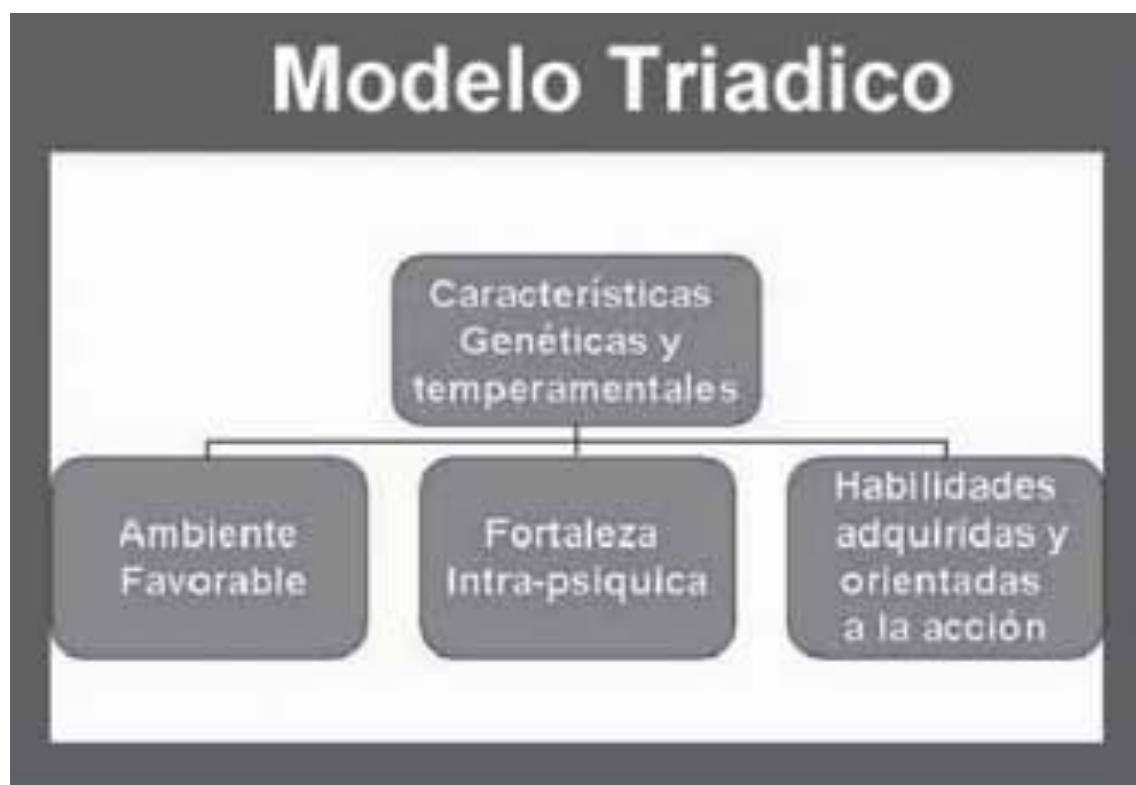 Modelo Triadico
Características
Genéticas y
temperamentales
Ambiente
Favorable
Fortaleza
Intra-psiquica
Habilidades
adquiridas y
orientadas
a la acción